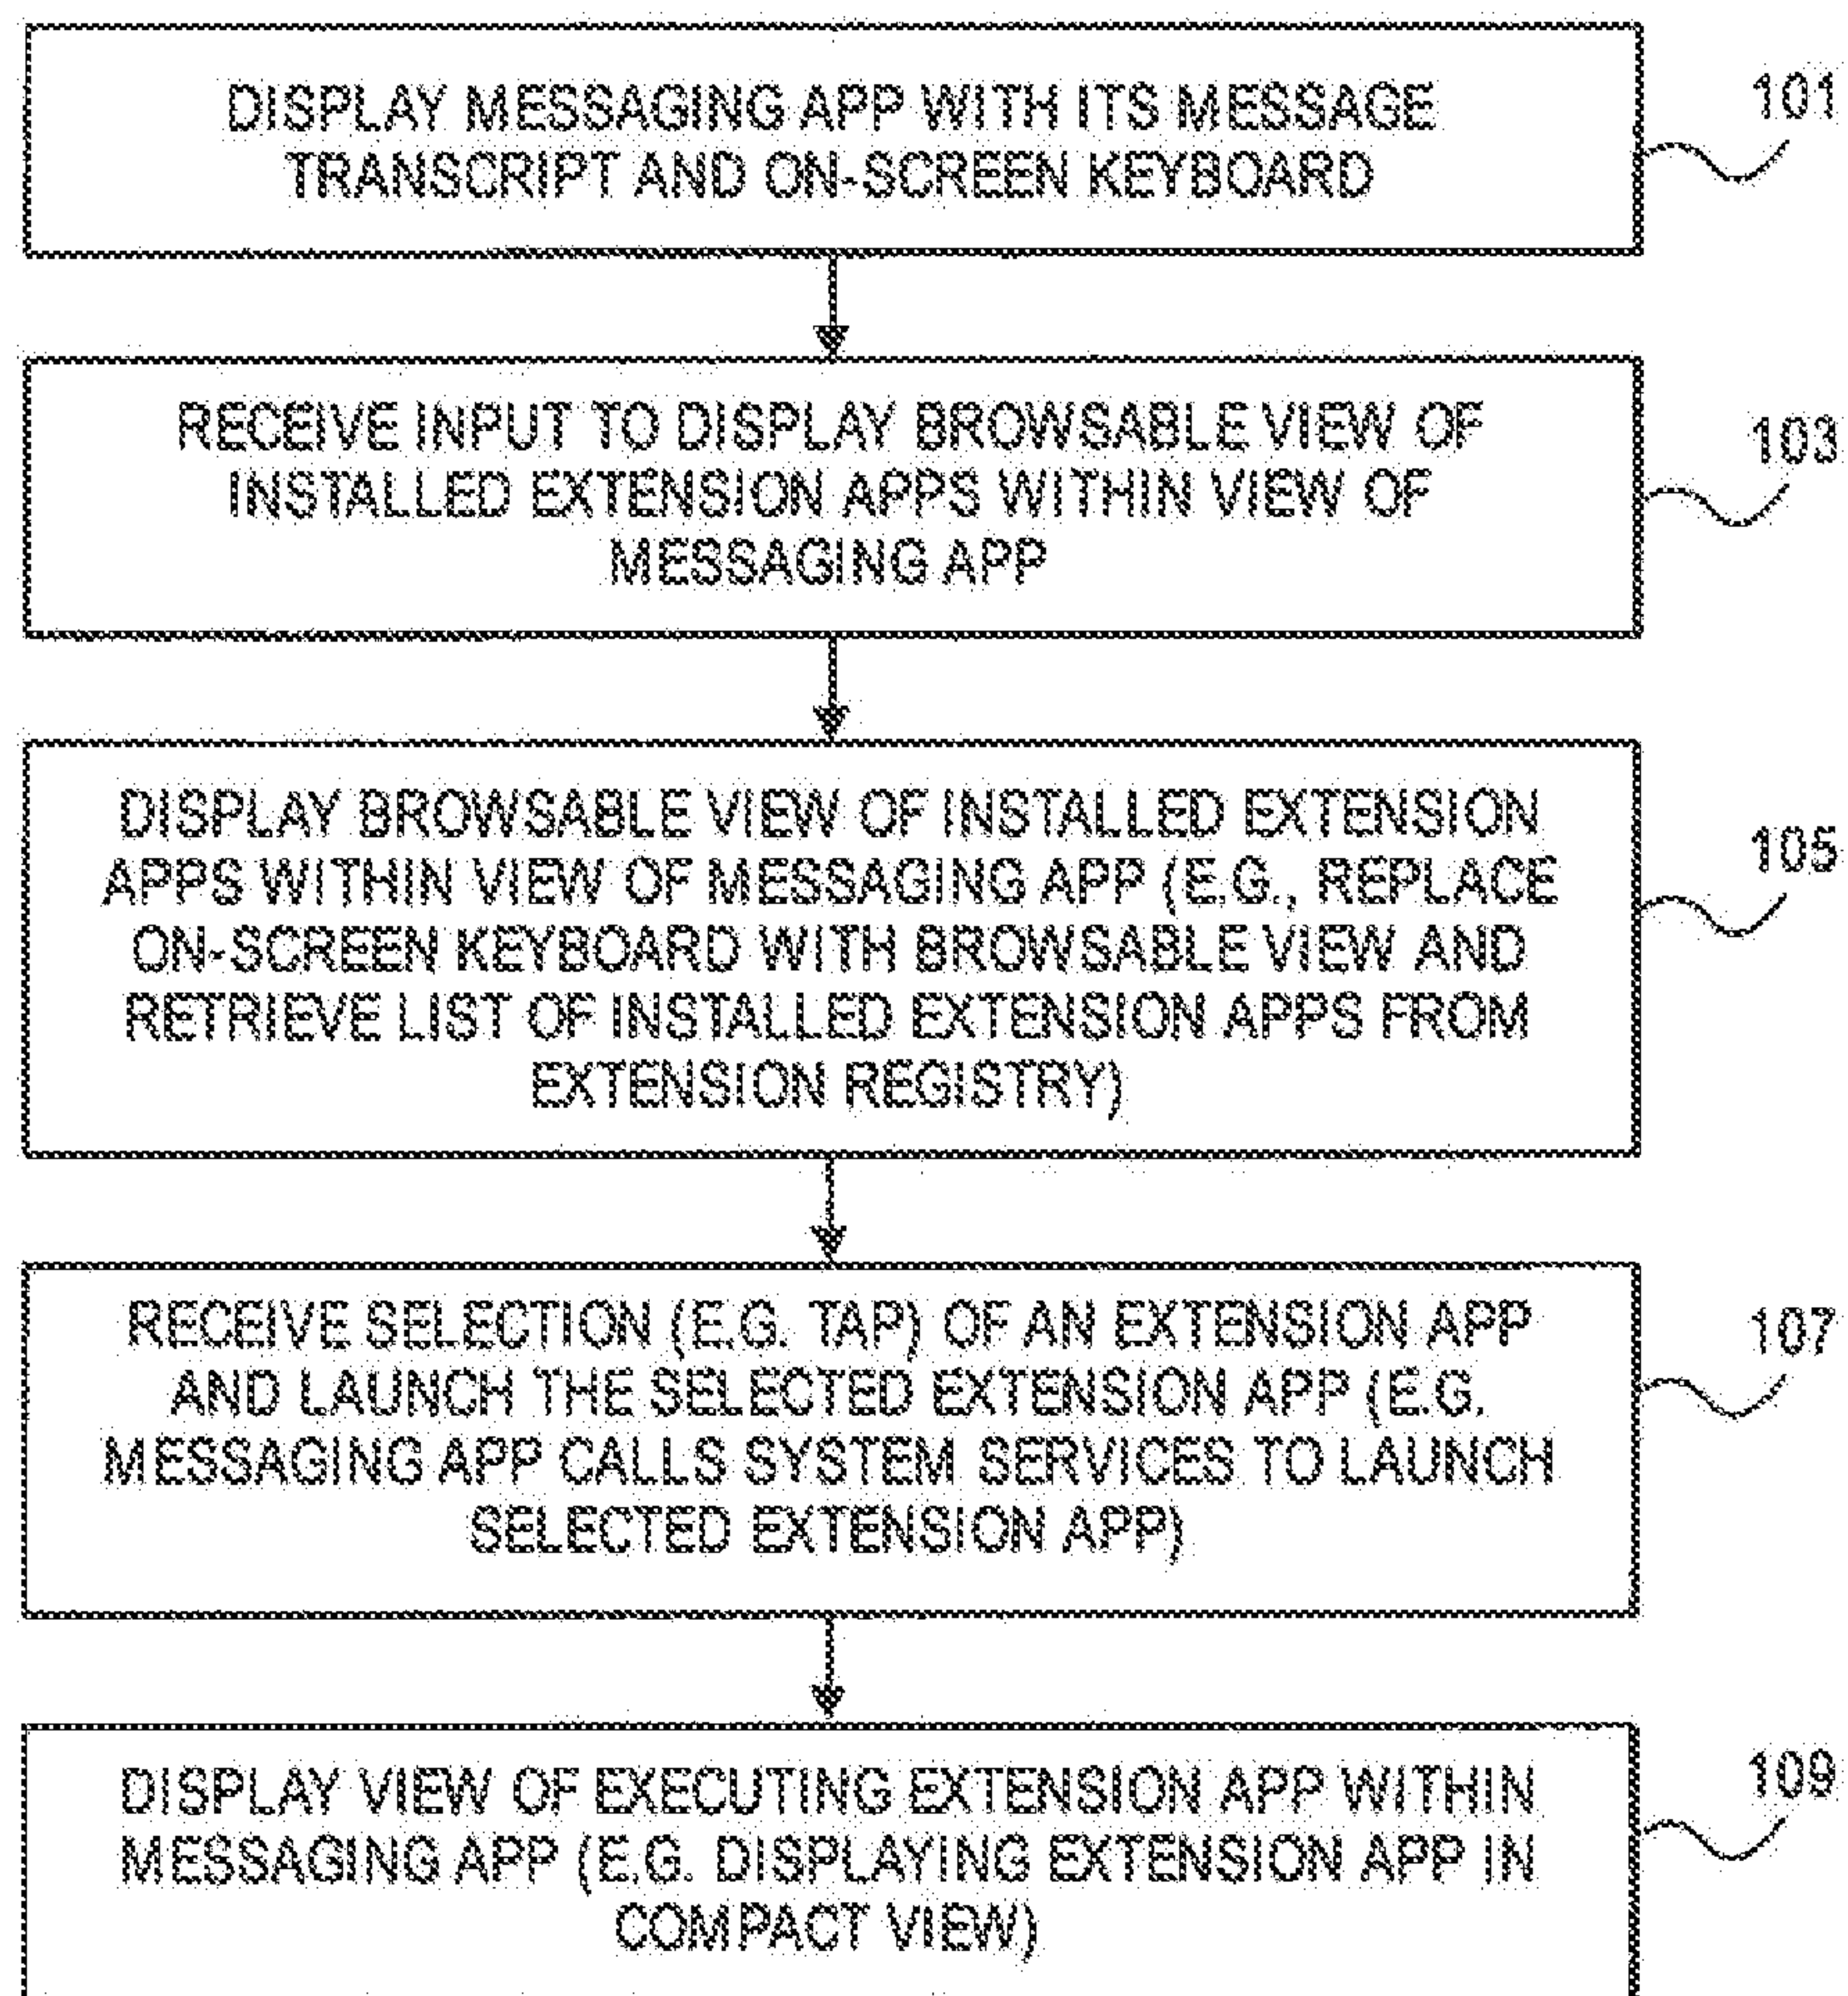 DISPLAY MESSAGING APP WITH ITS MESSAGE
TRANSCRIPT AND ON-SCREEN KEYBOARD
101
RECEIVE INPUT TO DISPLAY BROWSABLE VIEW OF
INSTALLED EXTENSION APPS WITHIN VIEW OF
MESSAGING APP
103
DISPLAY BROWSABLE VIEW OF INSTALLED EXTENSION
APPS WITHIN VIEW OF MESSAGING APP (E.G., REPLACE
ON-SCREEN KEYBOARD WITH BROWSABLE VIEW AND
RETRIEVE LIST OF INSTALLED EXTENSION APPS FROM
EXTENSION REGISTRY)
105
RECEIVE SELECTION (E.G. TAP) OF AN EXTENSION APP
AND LAUNCH THE SELECTED EXTENSION APP (E.G.
MESSAGING APP CALLS SYSTEM SERVICES TO LAUNCH
SELECTED EXTENSION APP)
107
DISPLAY VIEW OF EXECUTING EXTENSION APP WITHIN
MESSAGING APP (E.G. DISPLAYING EXTENSION APP IN
COMPACT VIEW)
109